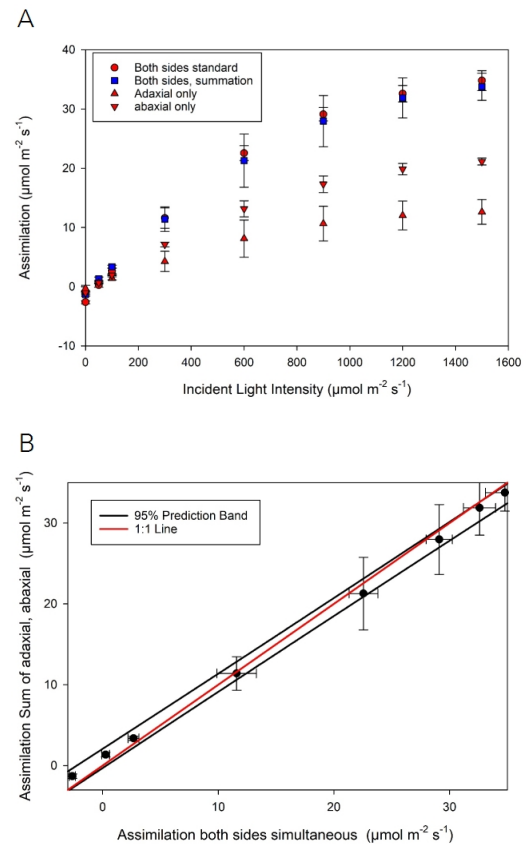 A
40
30
20
10
0
-10
Assimilation (µmol m-2 s-1)
Both sides standard
Both sides, summation
Adaxial only
abaxial only
0 200 400 600 800 1000 1200 1400 1600
Incident Light Intensity (µmol m-2 s-1)
B
30
20
10
0
Assimilation Sum of adaxial, abaxial (µmol m-2 s-1)
95% Prediction Band
1:1 Line
0 10 20 30
Assimilation both sides simultaneous (µmol m-2 s-1)